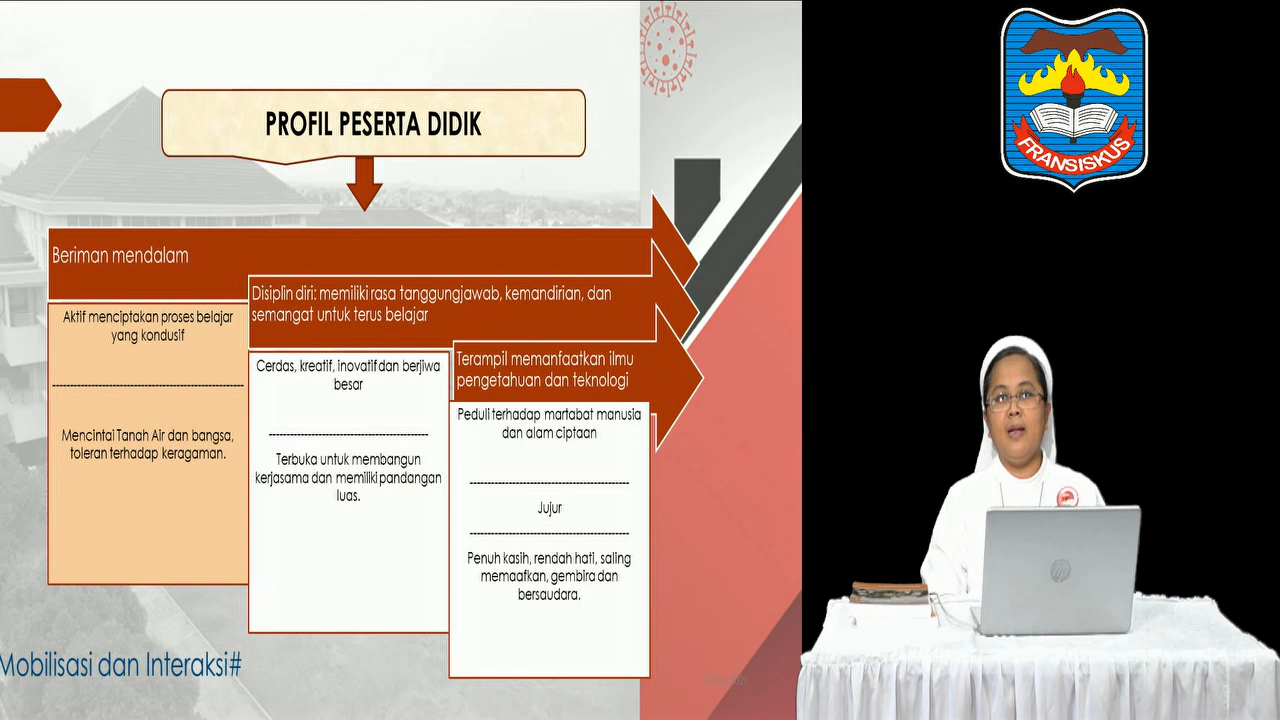 PROFIL PESERTA DIDIK
FRANSISKUS
Beriman mendalam
Aktif menciptakan proses belajar
yang kondusif
Mencintai Tanah Air dan bangsa,
toleran terhadap keragaman.
Disiplin diri: memiliki rasa tanggungjawab, kemandirian, dan
semangat untuk terus belajar
Cerdas, kreatif, inovatif dan berjiwa
besar
Terbuka untuk membangun
kerjasama dan memiliki pandangan
luas.
Terampil memanfaatkan ilmu
pengetahuan dan teknologi
Peduli terhadap martabat manusia
dan alam ciptaan
Jujur
Penuh kasih, rendah hati, saling
memaafkan, gembira dan
bersaudara.
Mobilisasi dan Interaksi#
hp